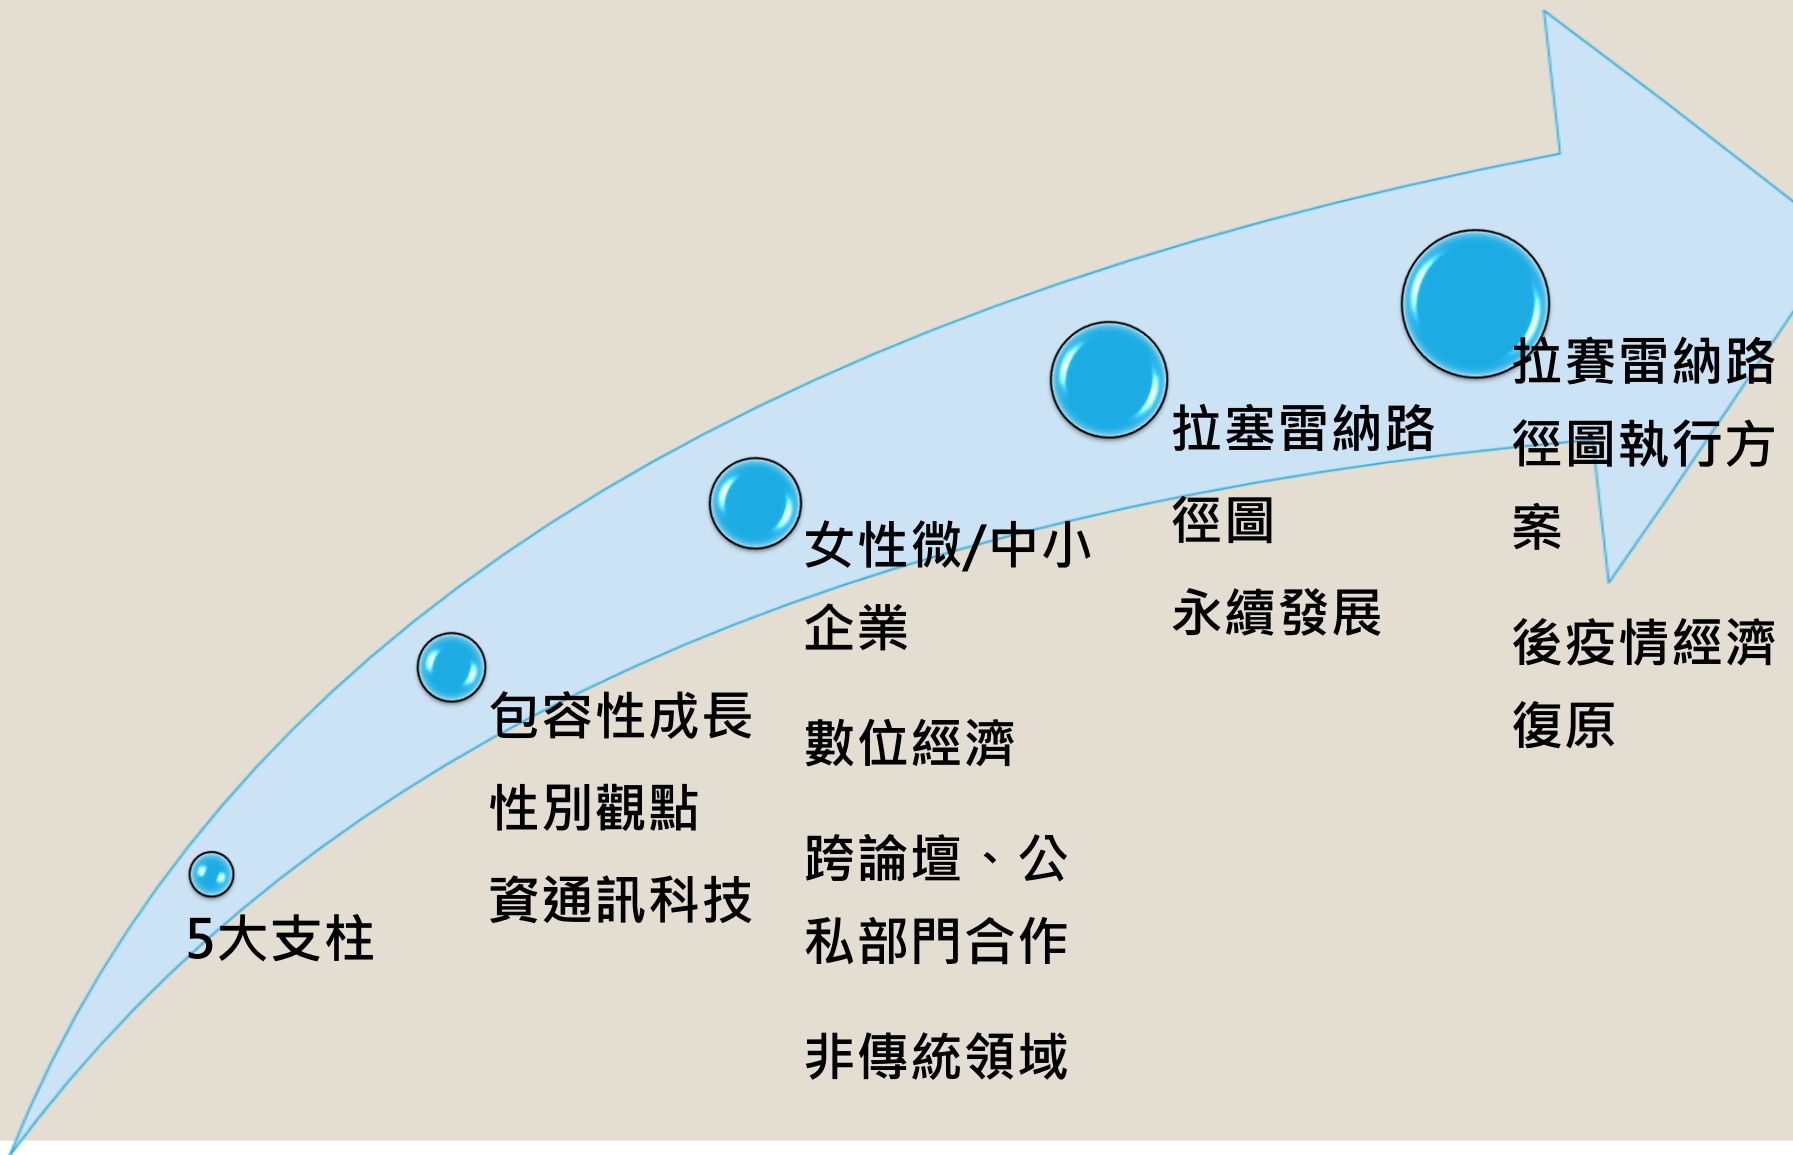 5大支柱
包容性成長
性別觀點
資通訊科技
女性微/中小
企業
數位經濟
跨論壇、公
私部門合作
非傳統領域
拉塞雷納路
徑圖
永續發展
拉賽雷納路
徑圖執行方
案
後疫情經濟
復原